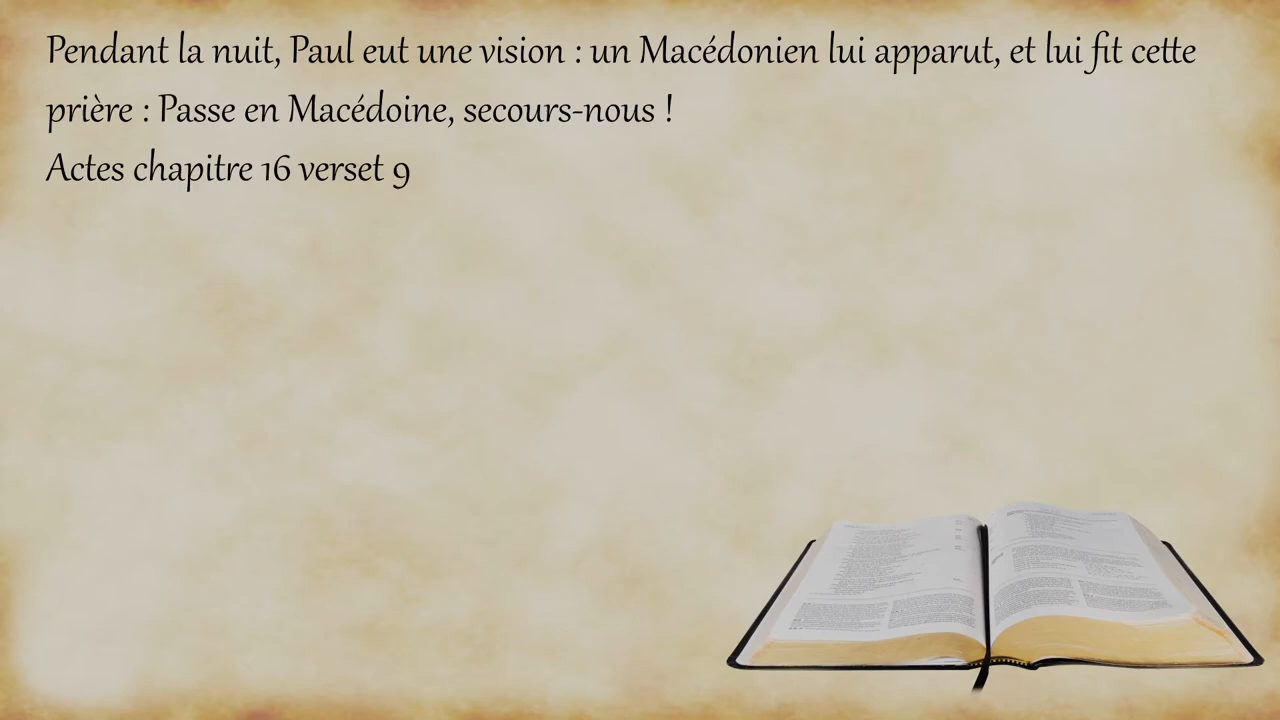 Pendant la nuit, Paul eut une vision : un Macédonien lui apparut, et lui fit cette
prière : Passe en Macédoine, secours-nous !
Actes chapitre 16 verset 9